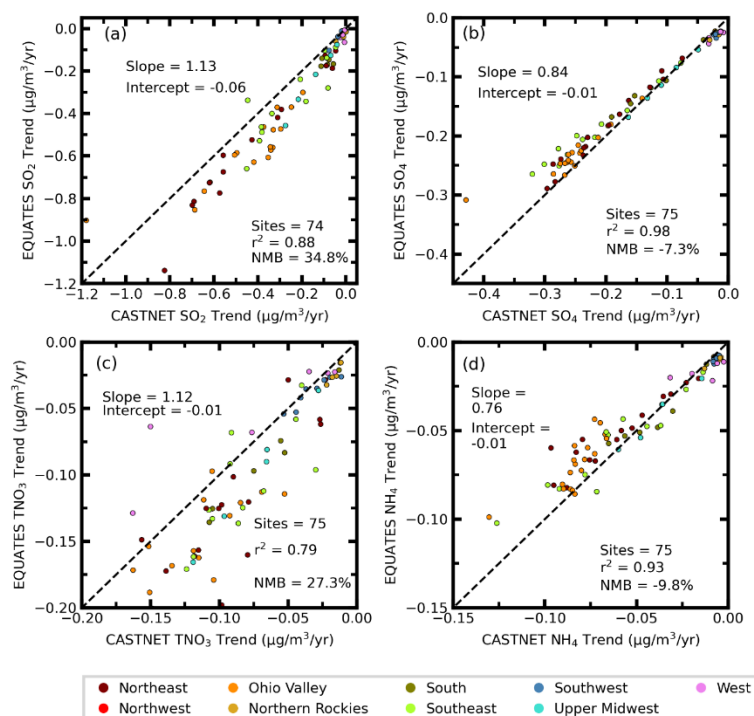 (a)
Slope = 1.13
Intercept = -0.06
Sites = 74
r² = 0.88
NMB = 34.8%
EQUATES SO₂ Trend (µg/m³/yr)
0.0
−0.2
−0.4
−0.6
−0.8
−1.0
−1.2
−1.2 −1.0 −0.8 −0.6 −0.4 −0.2 0.0
CASTNET SO₂ Trend (µg/m³/yr)
(b)
Slope = 0.84
Intercept = -0.01
Sites = 75
r² = 0.98
NMB = -7.3%
EQUATES SO₄ Trend (µg/m³/yr)
0.0
−0.1
−0.2
−0.3
−0.4
−0.4 −0.3 −0.2 −0.1 0.0
CASTNET SO₄ Trend (µg/m³/yr)
(c)
Slope = 1.12
Intercept = -0.01
Sites = 75
r² = 0.79
NMB = 27.3%
EQUATES TNO₃ Trend (µg/m³/yr)
0.00
−0.05
−0.10
−0.15
−0.20
−0.20 −0.15 −0.10 −0.05 0.00
CASTNET TNO₃ Trend (µg/m³/yr)
(d)
Slope =
0.76
Intercept =
-0.01
Sites = 75
r² = 0.93
NMB = -9.8%
EQUATES NH₄ Trend (µg/m³/yr)
0.00
−0.05
−0.10
−0.15
−0.15 −0.10 −0.05 0.00
CASTNET NH₄ Trend (µg/m³/yr)
Northeast Ohio Valley South Southwest West
Northwest Northern Rockies Southeast Upper Midwest